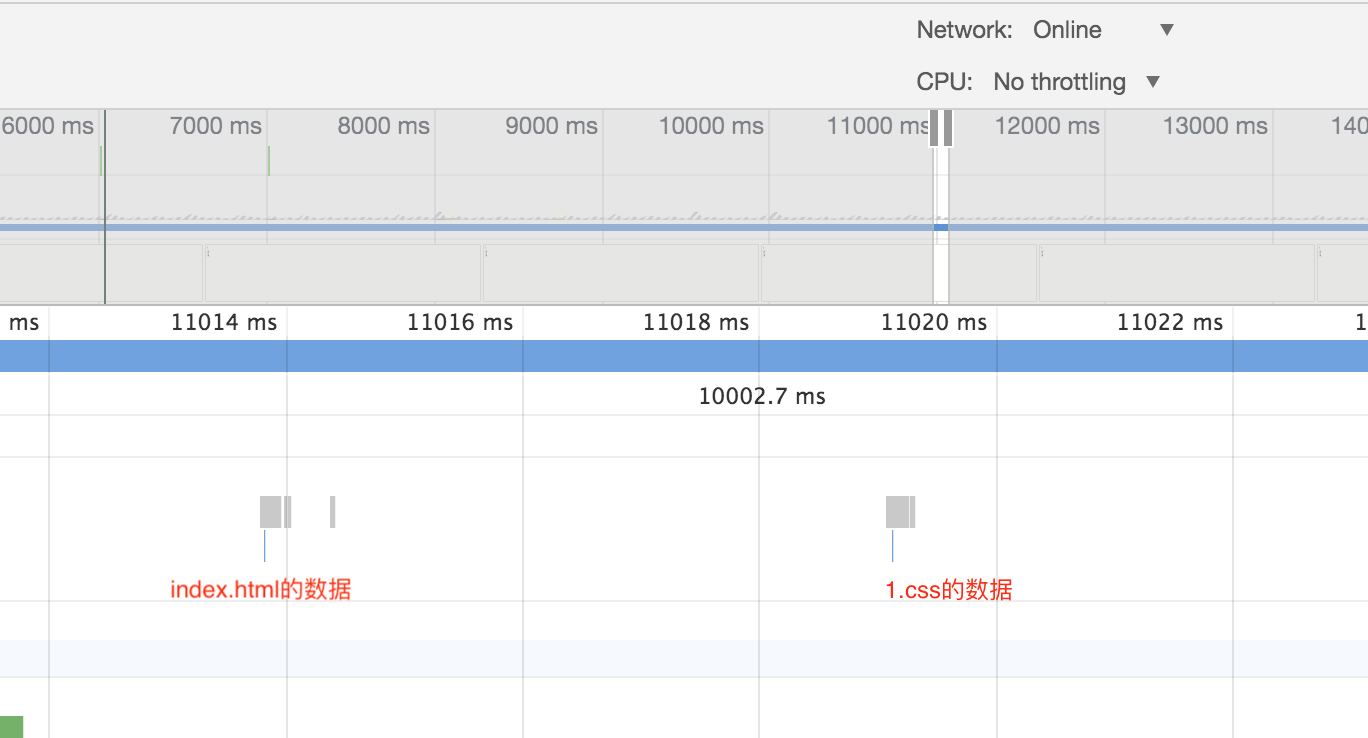 Network: Online ▼
CPU: No throttling ▼
6000 ms 7000 ms 8000 ms 9000 ms 10000 ms 11000 ms 12000 ms 13000 ms 140
ms 11014 ms 11016 ms 11018 ms 11020 ms 11022 ms 1
10002.7 ms
index.html的数据 1.css的数据